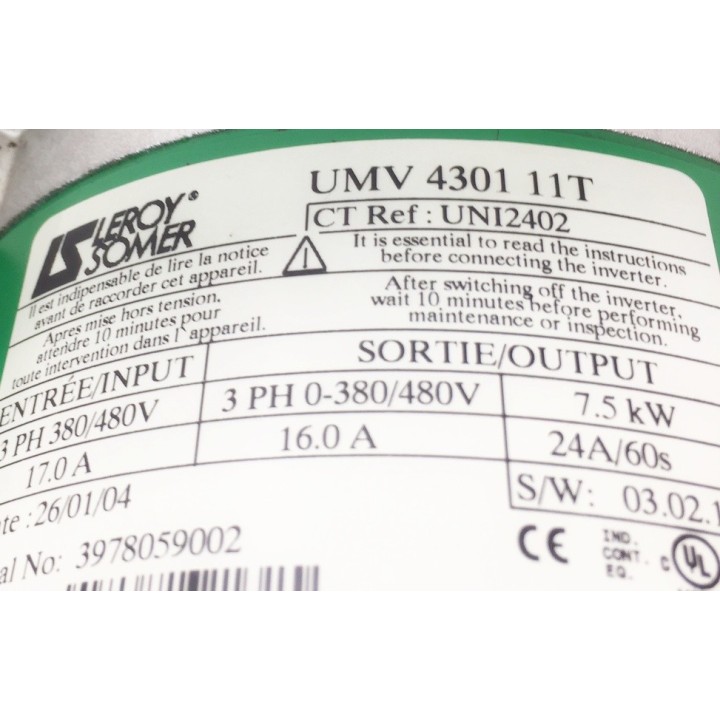 LEROY®
SOMER
UMV 4301 11T
CT Ref : UNI2402
Il est indispensable de lire la notice
avant de raccorder cet appareil.
Apres mise hors tension,
attendre 10 minutes pour
toute intervention dans l`appareil.
It is essential to read the instructions
before connecting the inverter.
After switching off the inverter,
wait 10 minutes before performing
maintenance or inspection.
ENTRÉE/INPUT
SORTIE/OUTPUT
3 PH 380/480V
3 PH 0-380/480V
7.5 kW
17.0 A
16.0 A
24A/60s
te :26/01/04
S/W: 03.02.1
al No: 3978059002
CE
IND.
CONT.
EQ.
c UL